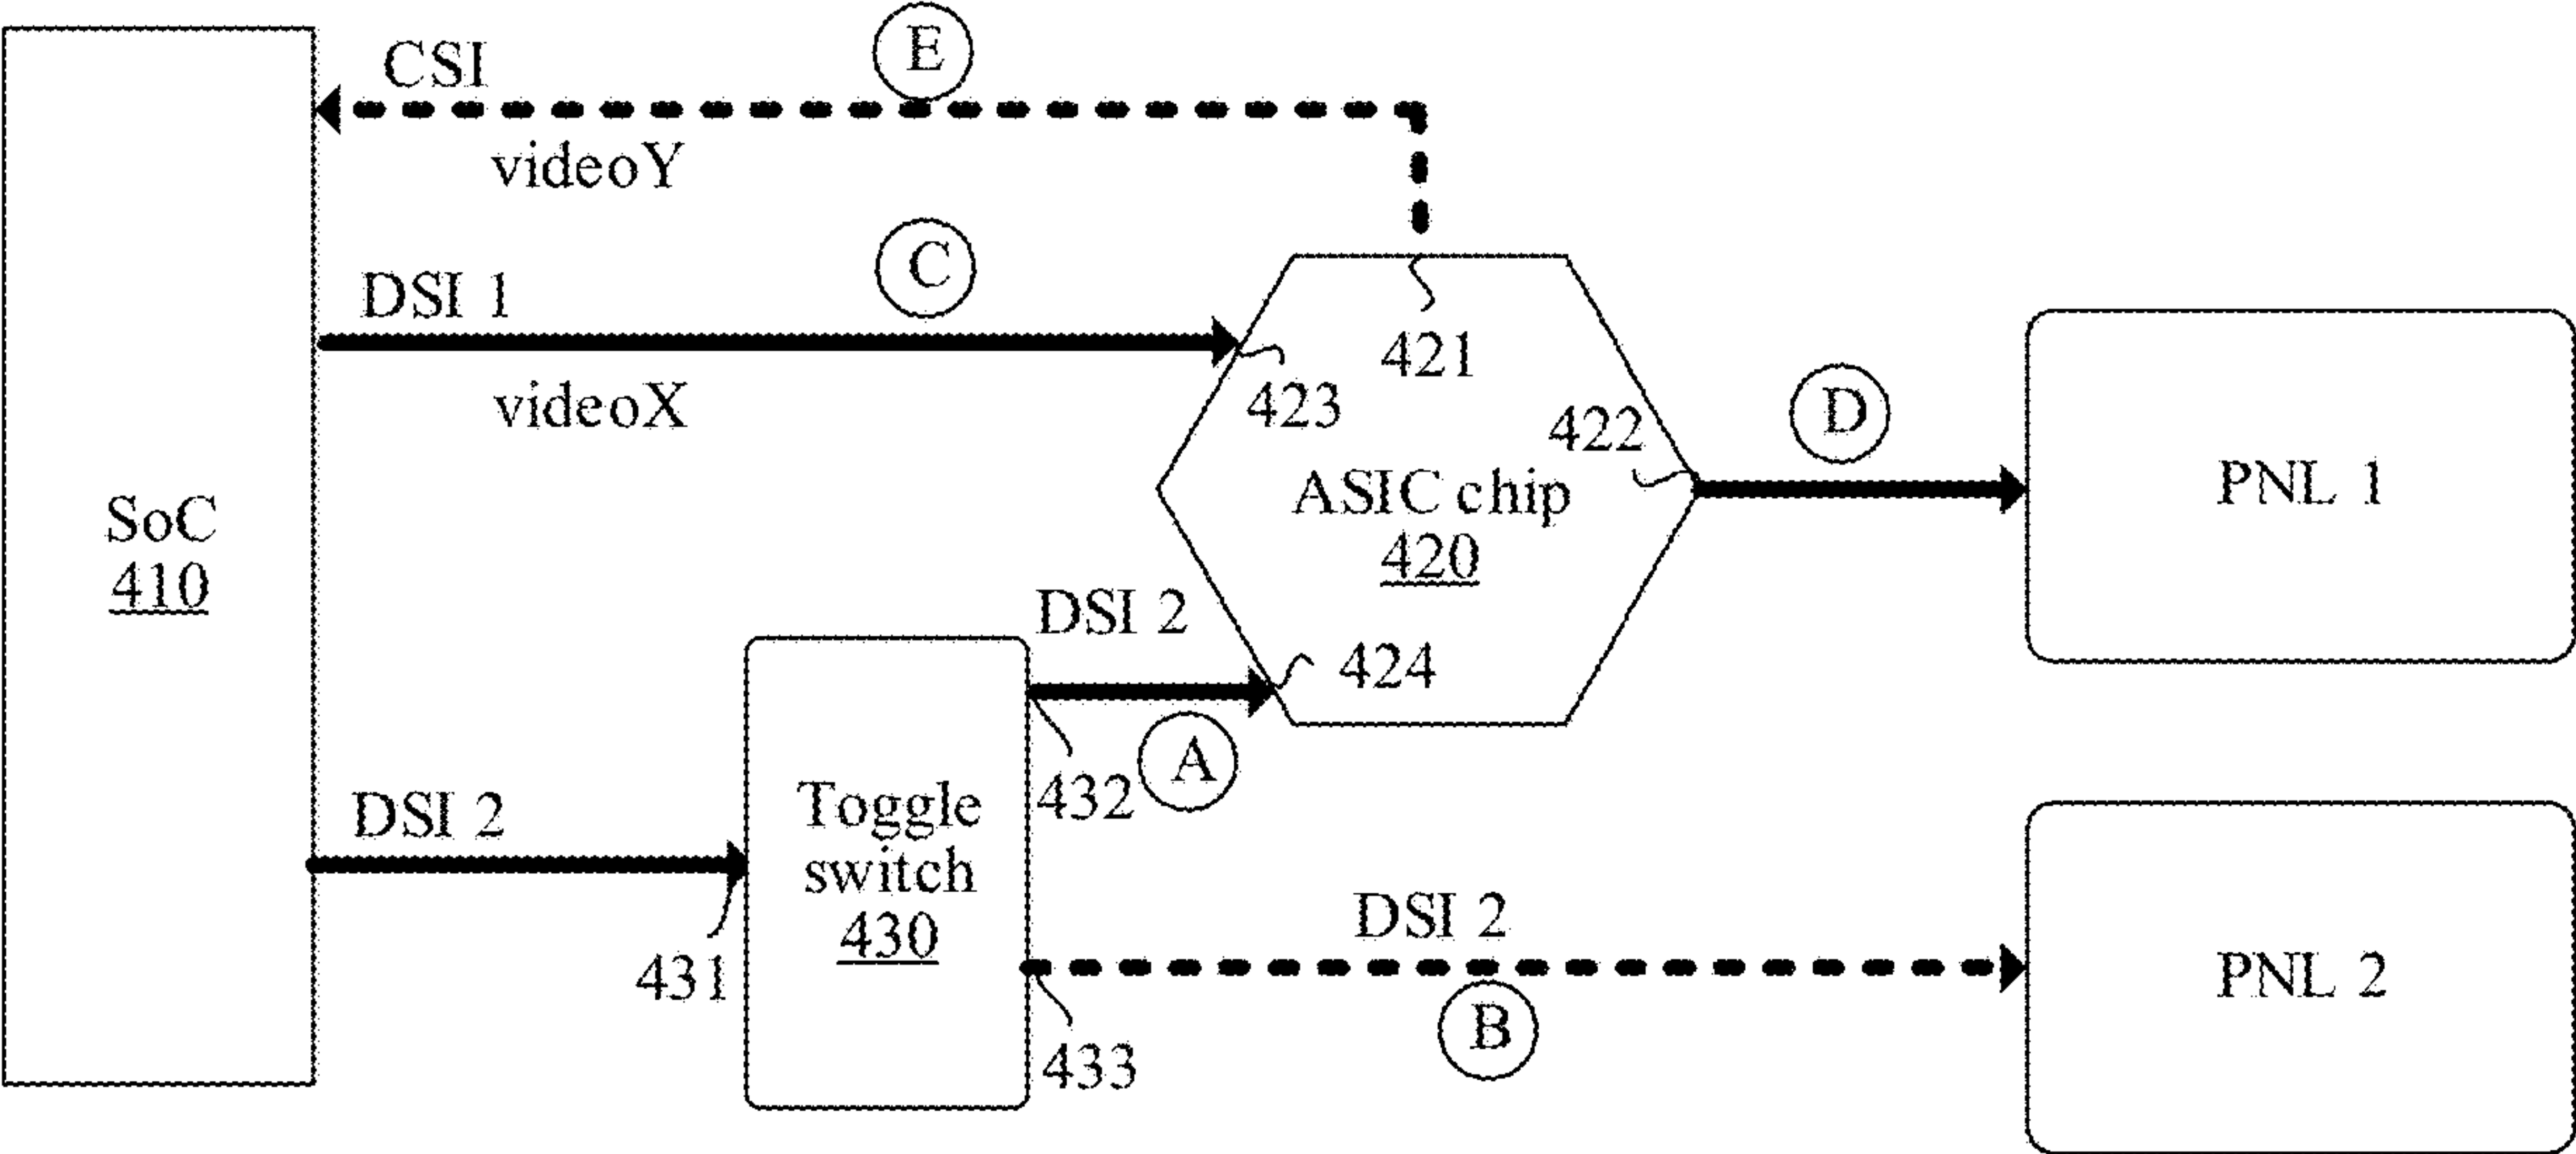 E
CSI
videoY
C
DSI 1
videoX
421
423
422
D
ASIC chip
420
PNL 1
SoC
410
DSI 2
424
A
432
DSI 2
Toggle
switch
430
431
DSI 2
B
433
PNL 2